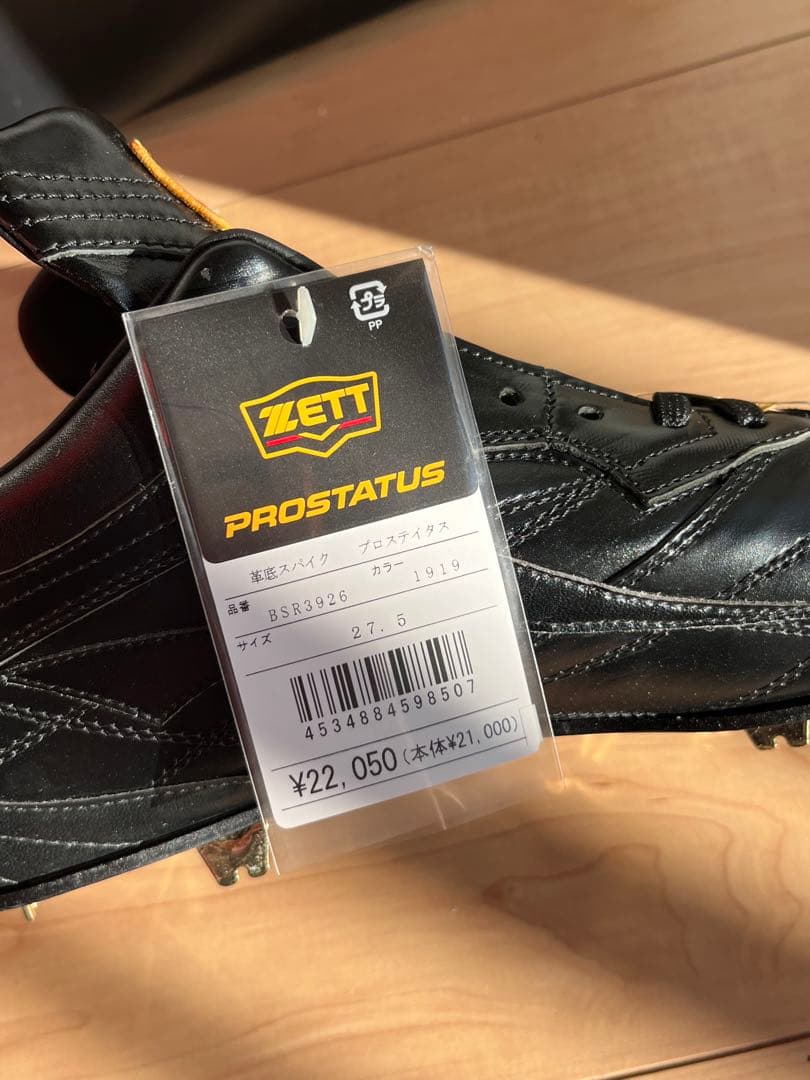 プラ
PP
ZETT
PROSTATUS
革底スパイク プロステイタス
品番 BSR3926 カラー 1919
サイズ 27.5
4534884598507
¥22,050(本体¥21,000)